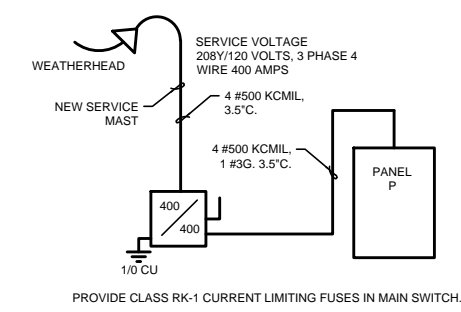 SERVICE VOLTAGE
208Y/120 VOLTS, 3 PHASE 4
WIRE 400 AMPS
WEATHERHEAD
NEW SERVICE
MAST
4 #500 KCMIL,
3.5"C.
4 #500 KCMIL,
1 #3G. 3.5"C.
PANEL
P
400
400
1/0 CU
PROVIDE CLASS RK-1 CURRENT LIMITING FUSES IN MAIN SWITCH.